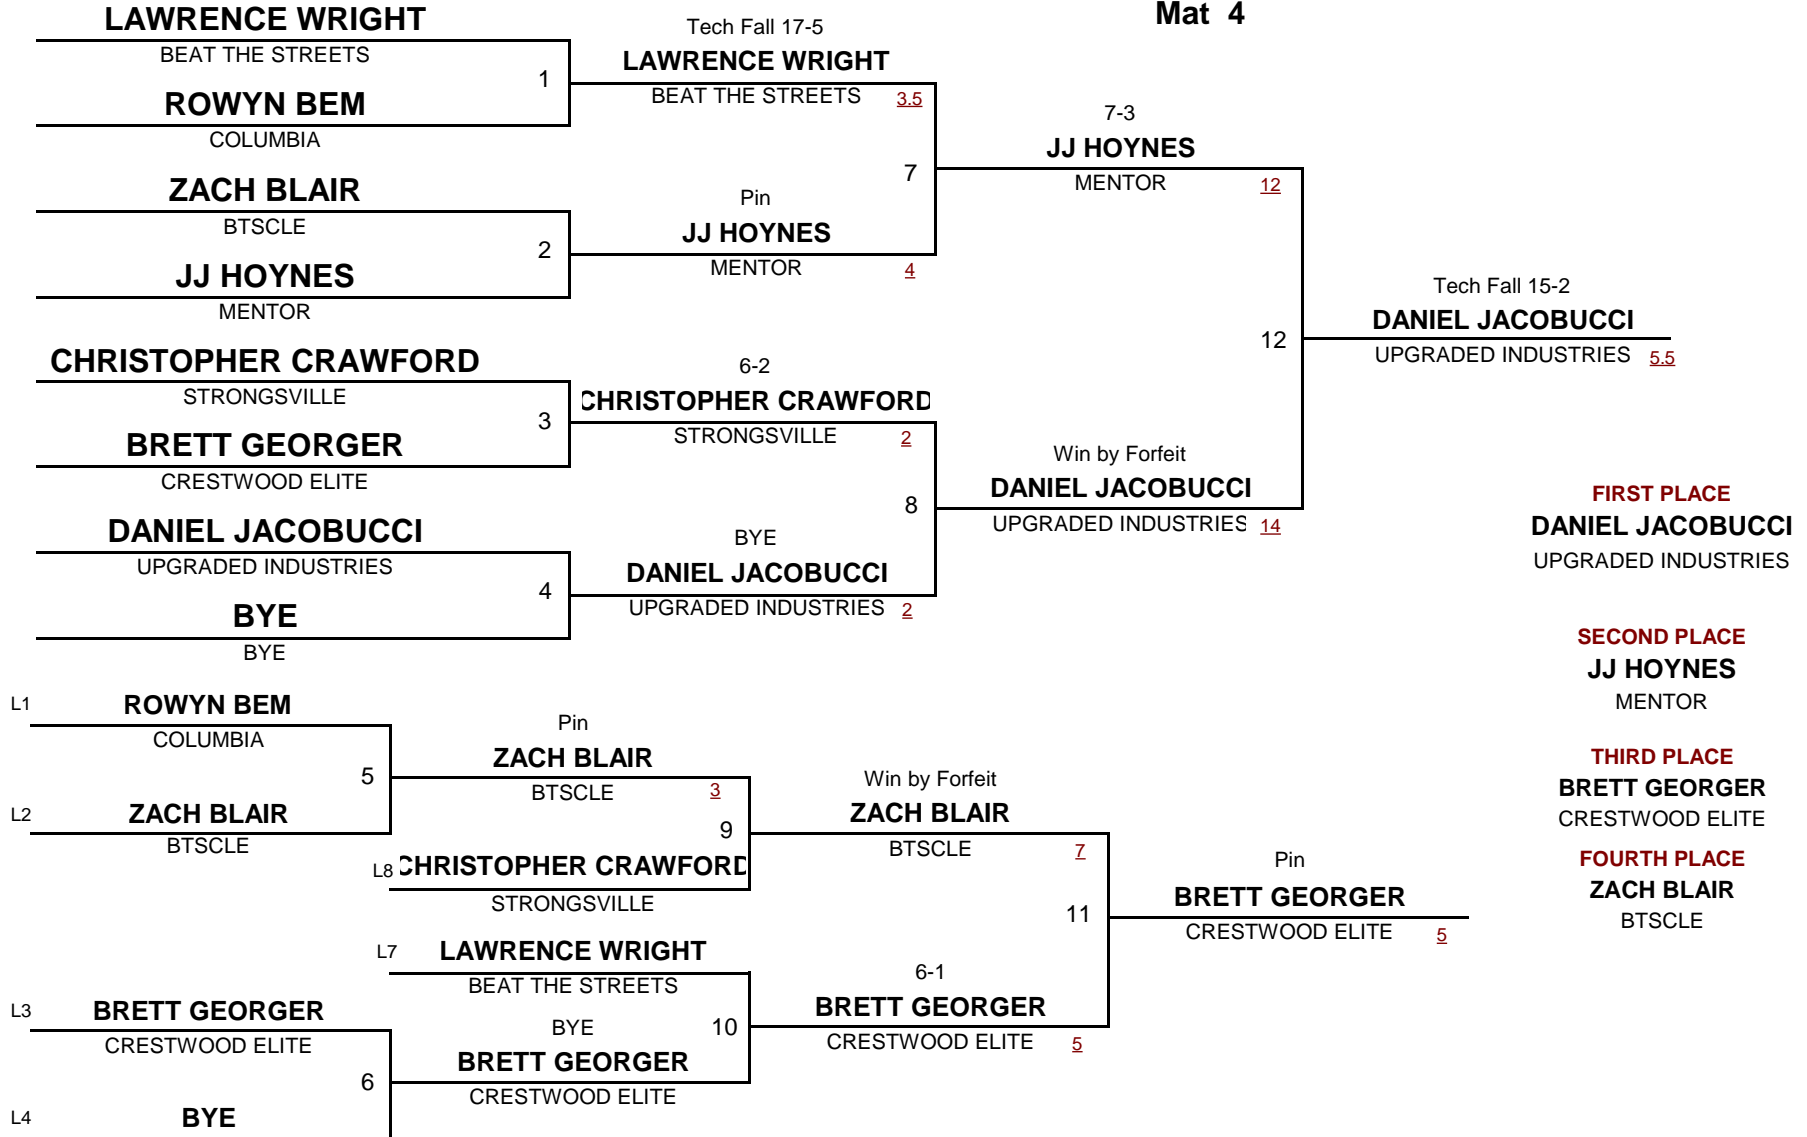 Mat 4
LAWRENCE WRIGHT
BEAT THE STREETS
1
ROWYN BEM
COLUMBIA
ZACH BLAIR
BTSCLE
2
JJ HOYNES
MENTOR
CHRISTOPHER CRAWFORD
STRONGSVILLE
3
BRETT GEORGER
CRESTWOOD ELITE
DANIEL JACOBUCCI
UPGRADED INDUSTRIES
4
BYE
BYE
Tech Fall 17-5
LAWRENCE WRIGHT
BEAT THE STREETS 3.5
7
Pin
JJ HOYNES
MENTOR 4
6-2
CHRISTOPHER CRAWFORD
STRONGSVILLE 2
8
BYE
DANIEL JACOBUCCI
UPGRADED INDUSTRIES 2
7-3
JJ HOYNES
MENTOR 12
12
Win by Forfeit
DANIEL JACOBUCCI
UPGRADED INDUSTRIES 14
Tech Fall 15-2
DANIEL JACOBUCCI
UPGRADED INDUSTRIES 5.5
FIRST PLACE
DANIEL JACOBUCCI
UPGRADED INDUSTRIES
SECOND PLACE
JJ HOYNES
MENTOR
THIRD PLACE
BRETT GEORGER
CRESTWOOD ELITE
FOURTH PLACE
ZACH BLAIR
BTSCLE
L1 ROWYN BEM
COLUMBIA
5
L2 ZACH BLAIR
BTSCLE
L3 BRETT GEORGER
CRESTWOOD ELITE
6
L4 BYE
Pin
ZACH BLAIR
BTSCLE 3
9
L8 CHRISTOPHER CRAWFORD
STRONGSVILLE
L7 LAWRENCE WRIGHT
BEAT THE STREETS
10
BYE
BRETT GEORGER
CRESTWOOD ELITE
Win by Forfeit
ZACH BLAIR
BTSCLE 7
11
6-1
BRETT GEORGER
CRESTWOOD ELITE 5
Pin
BRETT GEORGER
CRESTWOOD ELITE 5